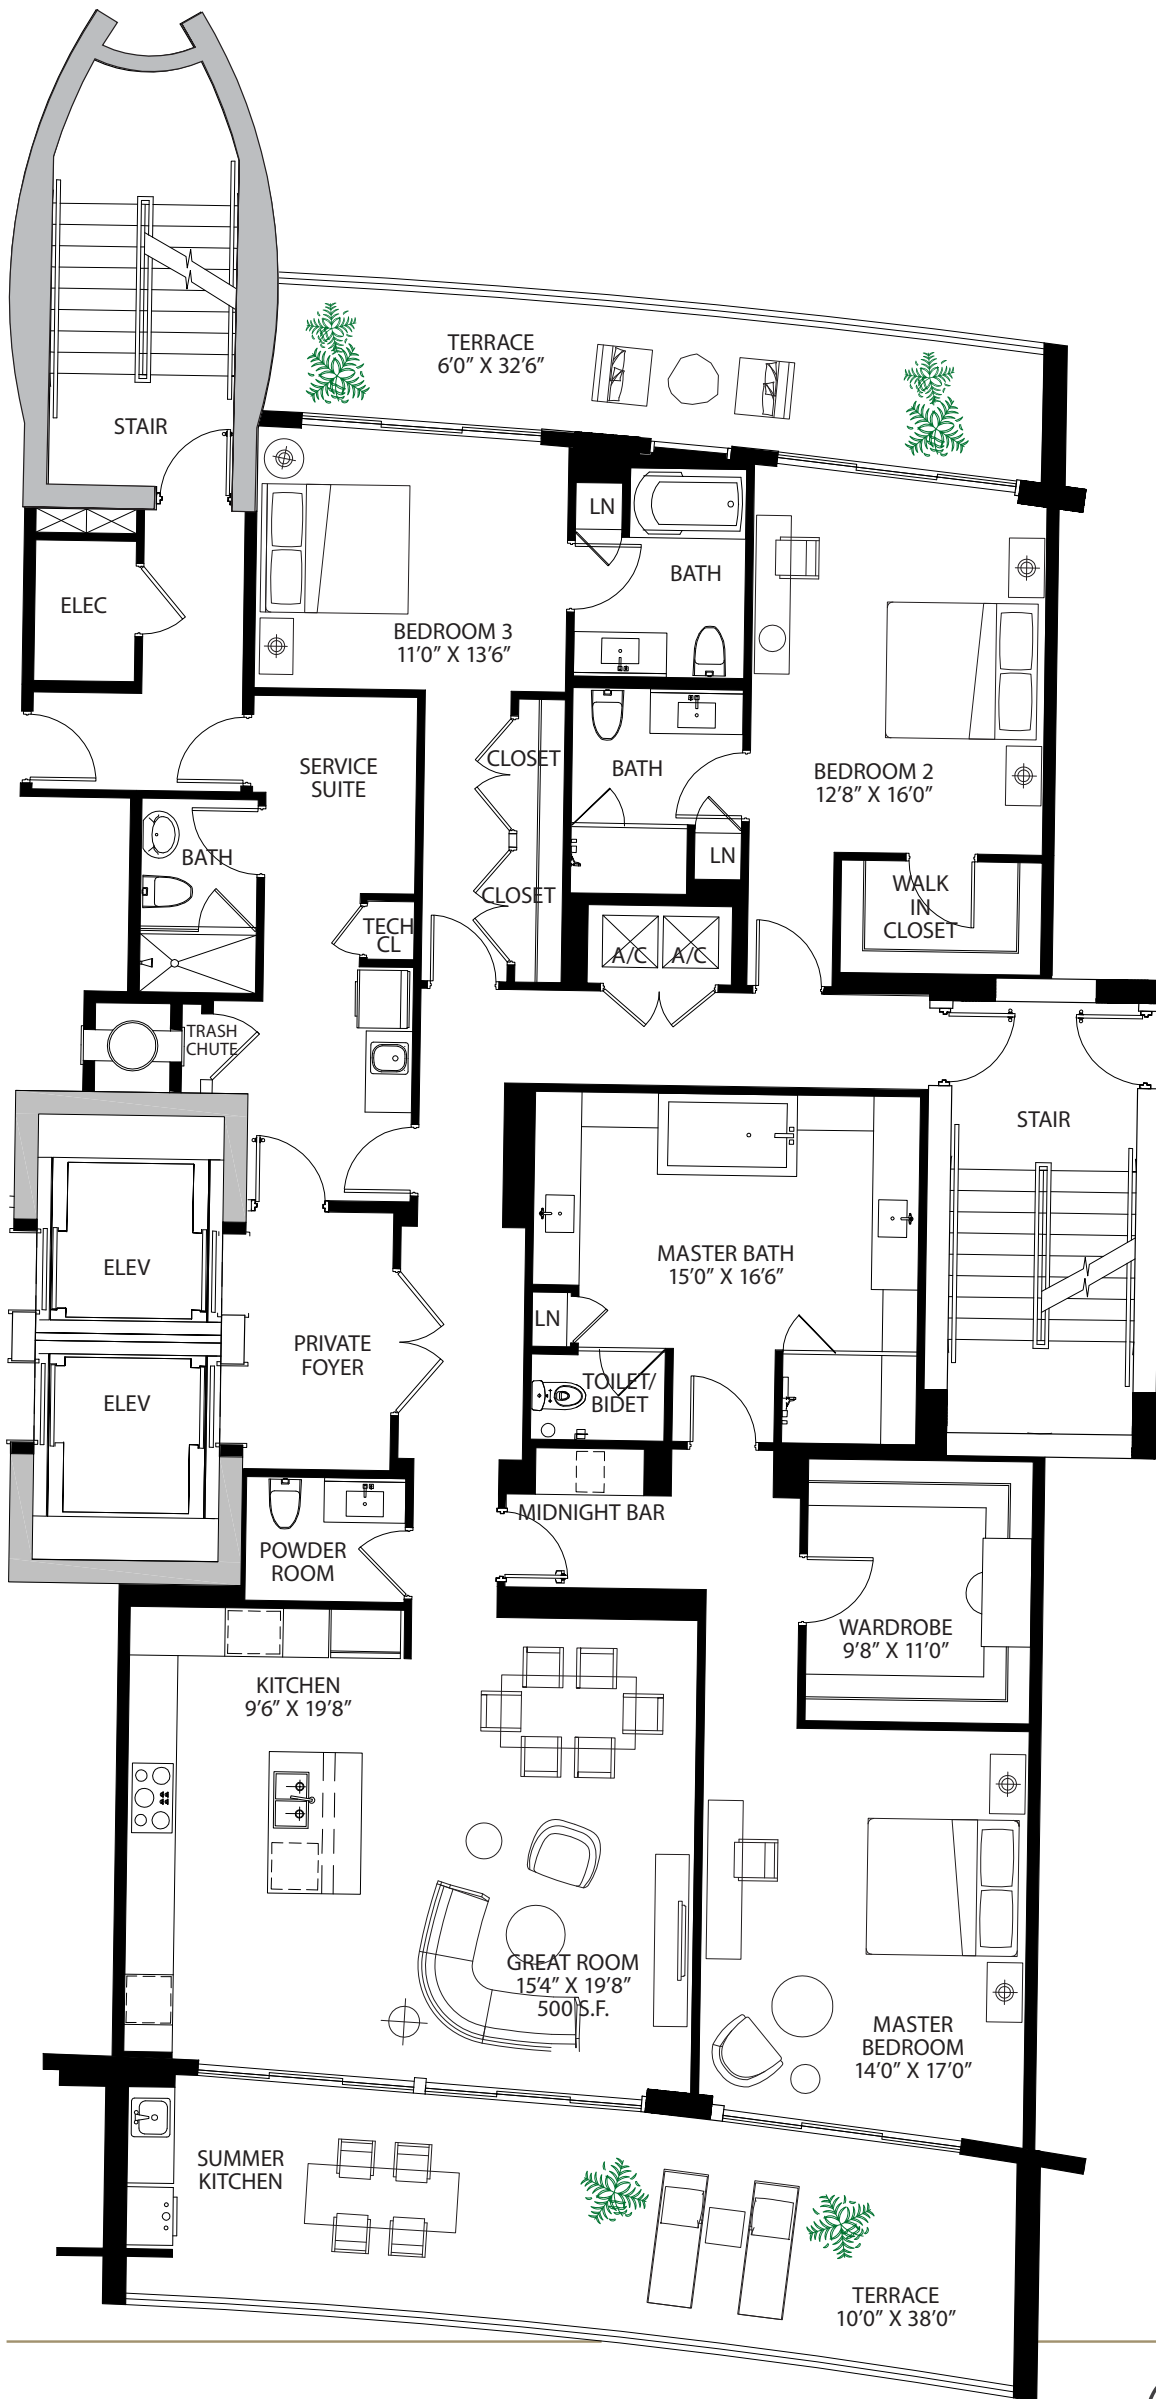 TERRACE
6'0” X 32'6”
STAIR
LN
BATH
ELEC
BEDROOM 3
11'0” X 13'6”
SERVICE
SUITE
CLOSET
BATH
BEDROOM 2
12'8” X 16'0”
BATH
LN
CLOSET
WALK
IN
CLOSET
TECH
CL
A/C
A/C
TRASH
CHUTE
STAIR
ELEV
MASTER BATH
15'0” X 16'6”
LN
PRIVATE
FOYER
ELEV
TOILET/
BIDET
MIDNIGHT BAR
POWDER
ROOM
WARDROBE
9'8” X 11'0”
KITCHEN
9'6” X 19'8”
GREAT ROOM
15'4” X 19'8”
500 S.F.
MASTER
BEDROOM
14'0” X 17'0”
SUMMER
KITCHEN
TERRACE
10'0” X 38'0”